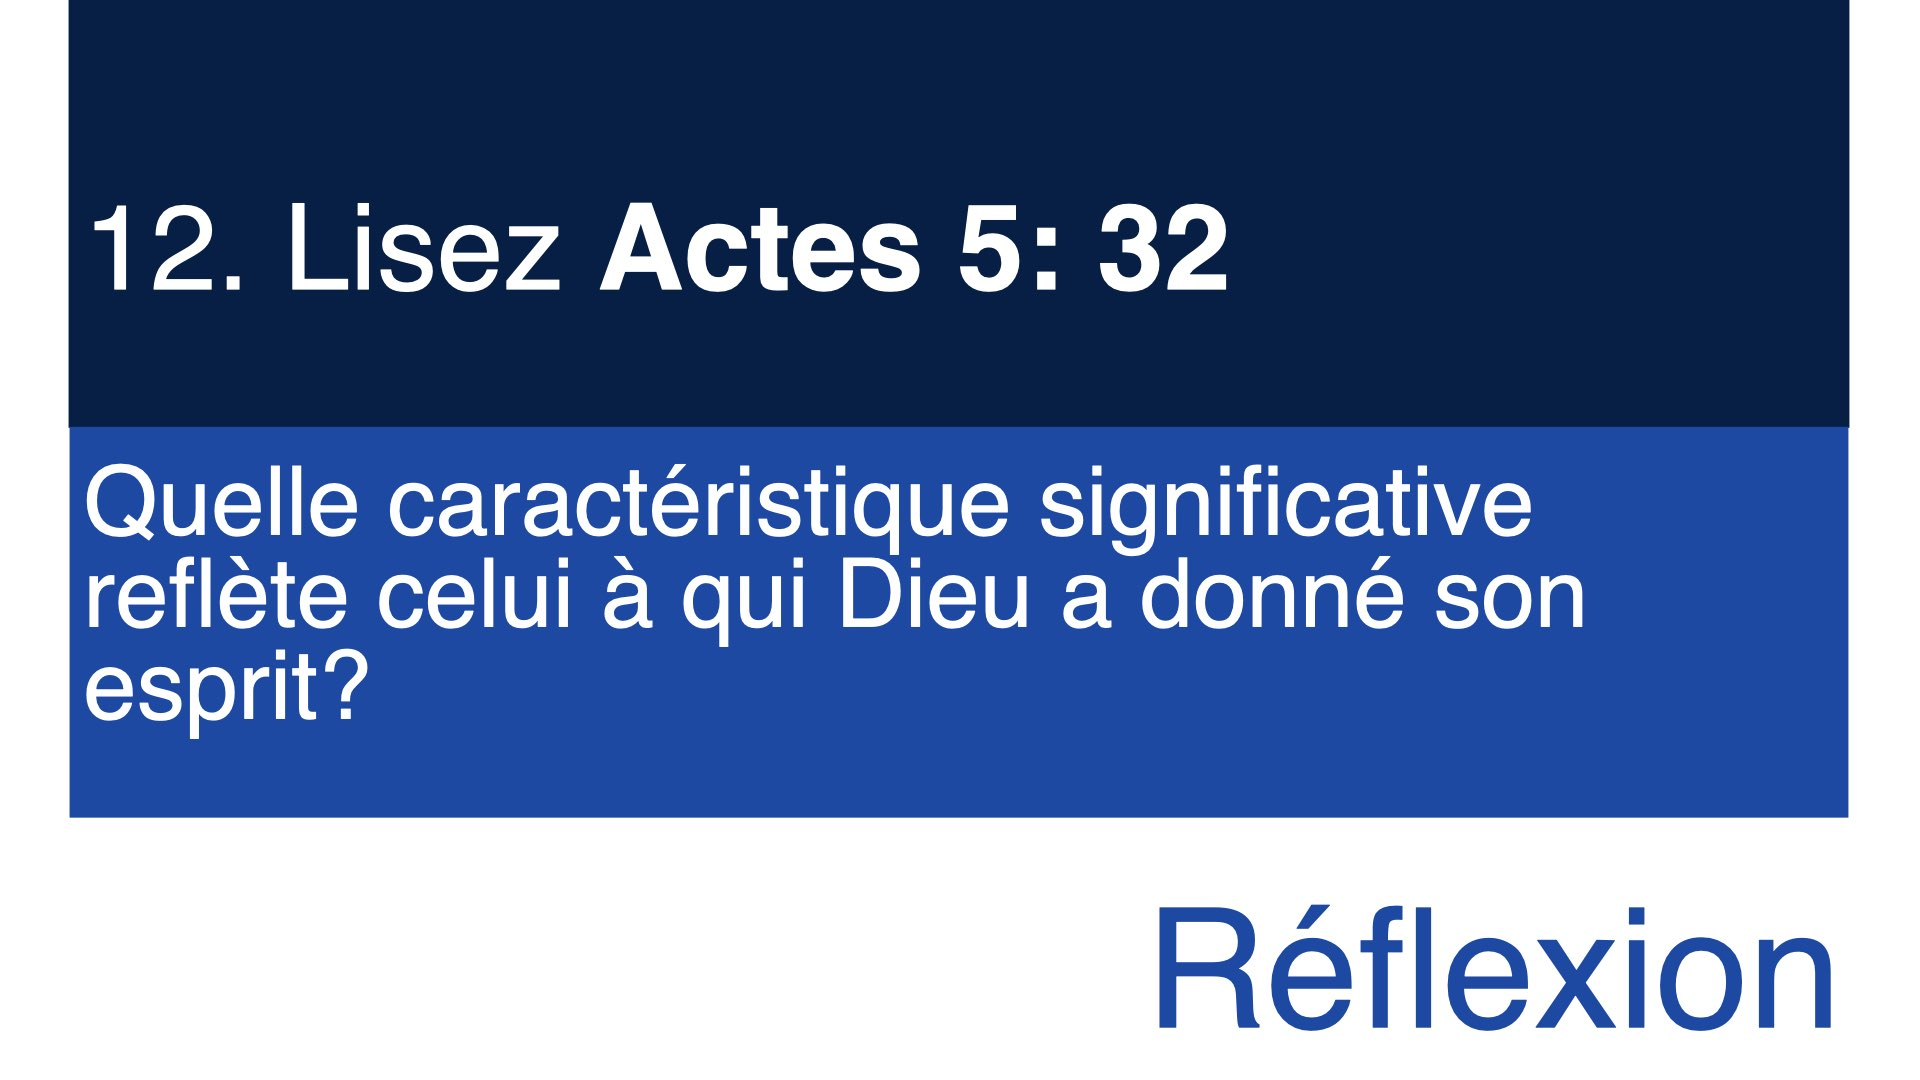 12. Lisez Actes 5: 32
Quelle caractéristique significative
reflète celui à qui Dieu a donné son
esprit?
Réflexion